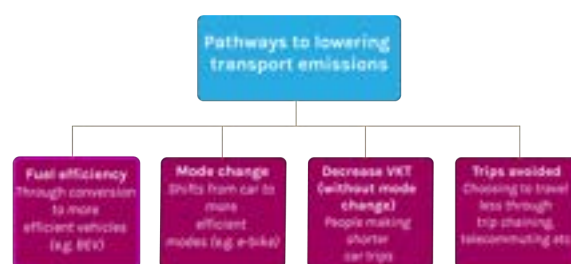 Pathways to lowering
transport emissions
Fuel efficiency
Through conversion
to more
efficient vehicles
(e.g. BEV)
Mode change
Shifts from car to
more
efficient
modes (e.g. e-bike)
Decrease VKT
(without mode
change)
People making
shorter
car trips
Trips avoided
Choosing to travel
less through
trip chaining,
telecommuting etc